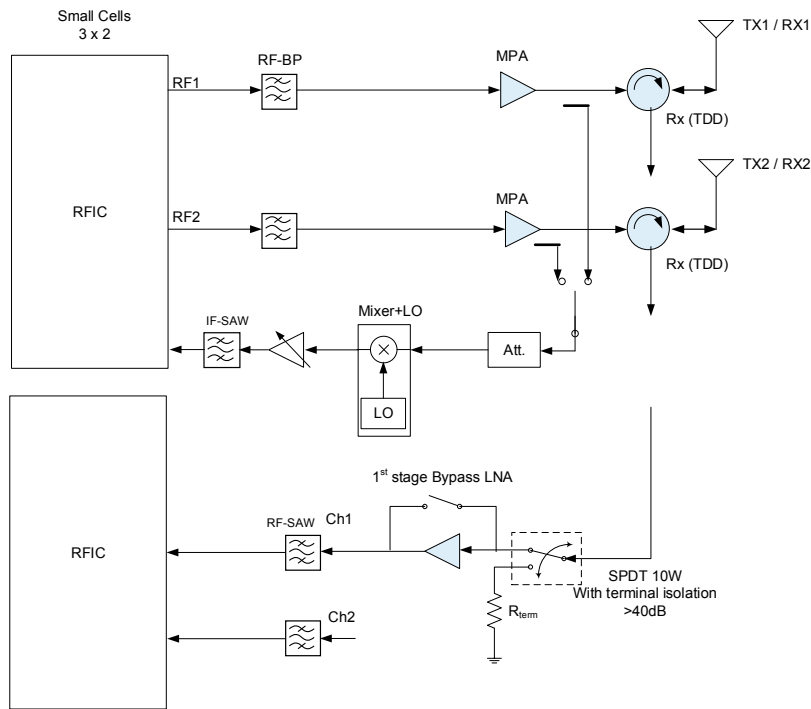 Small Cells
3 x 2
RF-BP
MPA
TX1 / RX1
RF1
Rx (TDD)
TX2 / RX2
MPA
RFIC
RF2
Rx (TDD)
Mixer+LO
IF-SAW
Att.
LO
1st stage Bypass LNA
RF-SAW
Ch1
RFIC
SPDT 10W
With terminal isolation
>40dB
Rterm
Ch2